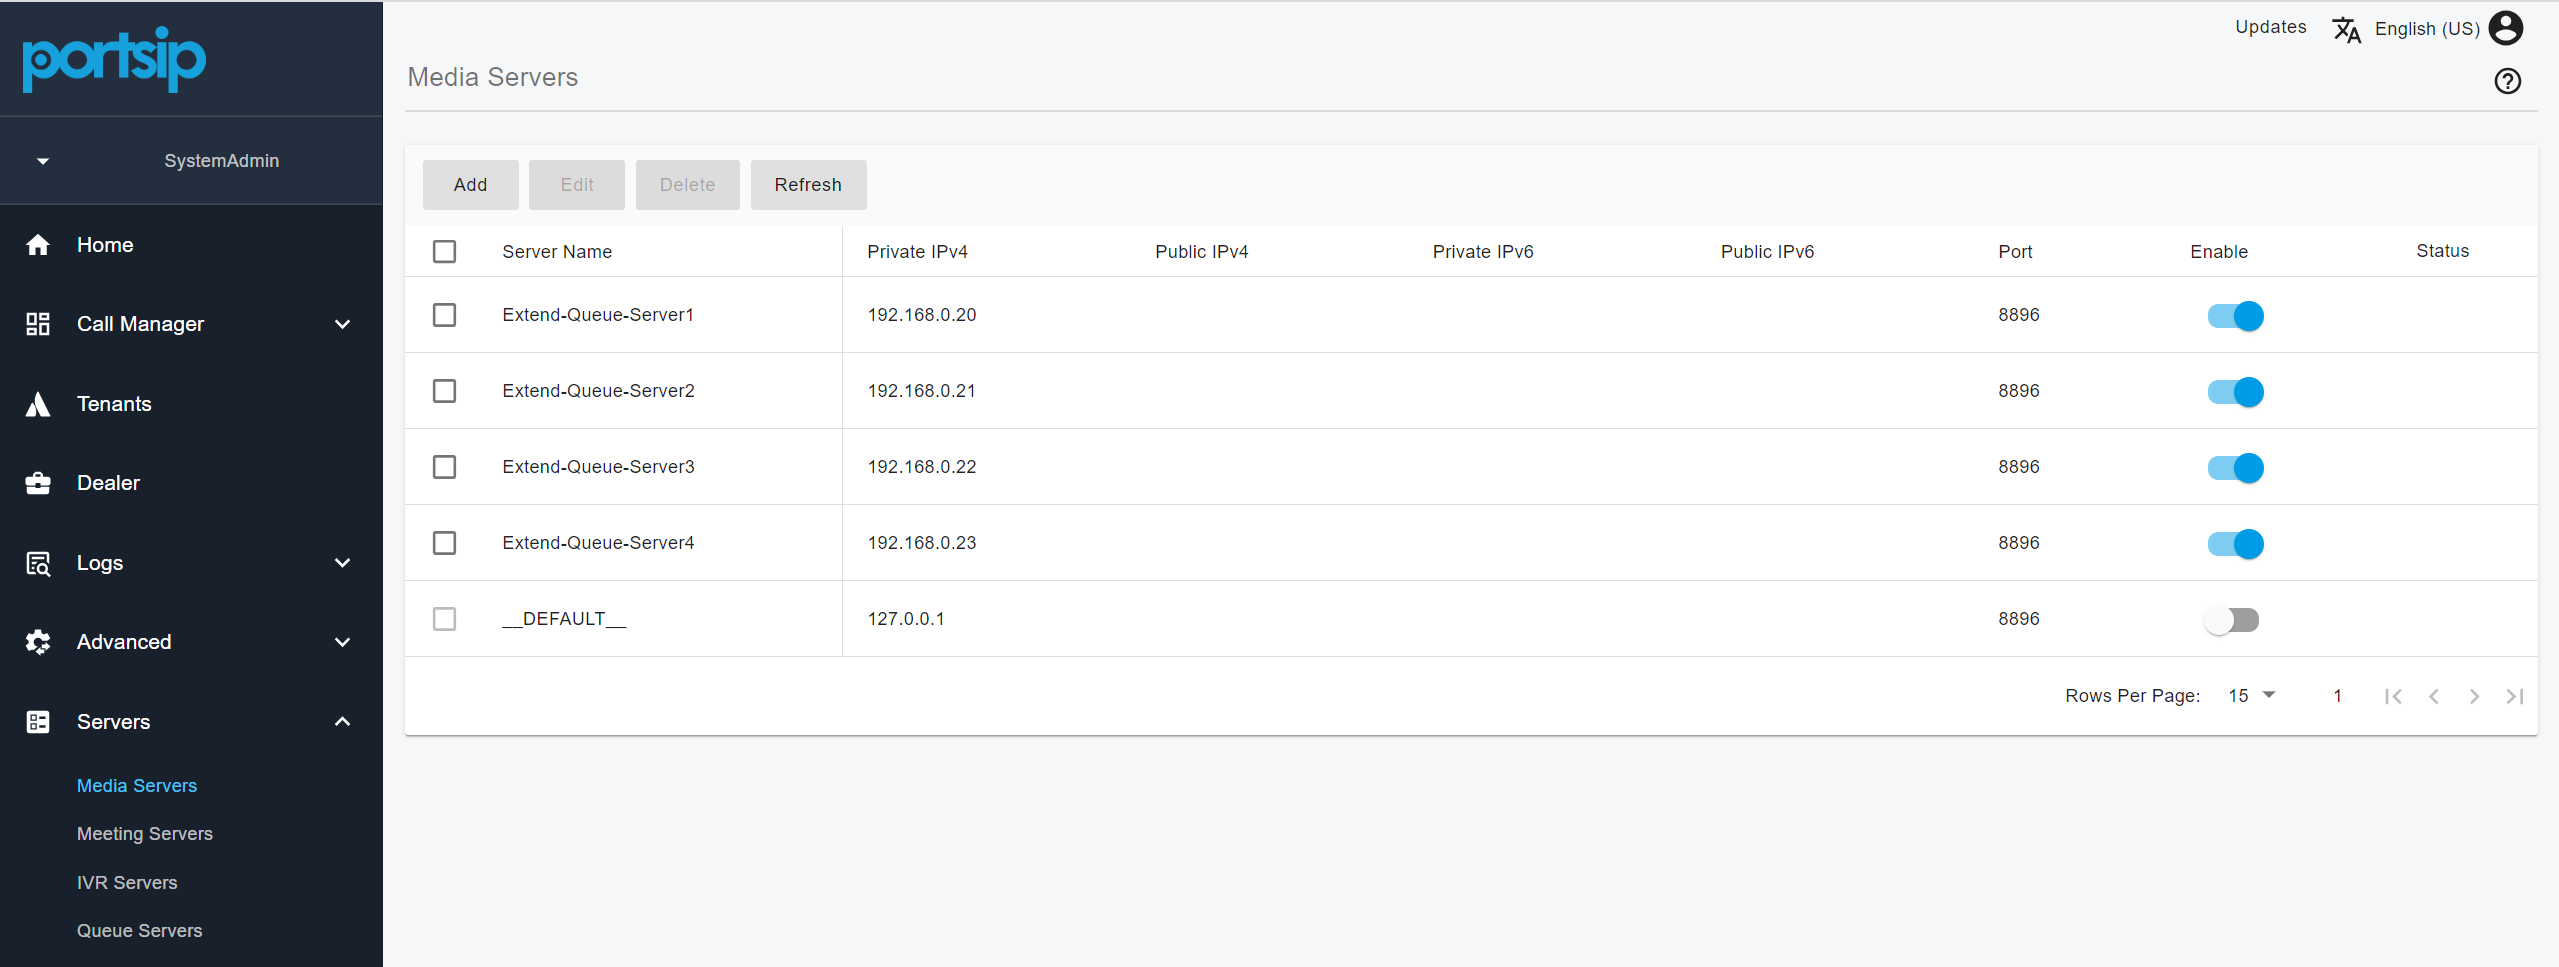 portsip
Updates English (US)
Media Servers
SystemAdmin
Home
Call Manager
Tenants
Dealer
Logs
Advanced
Servers
Media Servers
Meeting Servers
IVR Servers
Queue Servers
Add Edit Delete Refresh
Server Name Private IPv4 Public IPv4 Private IPv6 Public IPv6 Port Enable Status
Extend-Queue-Server1 192.168.0.20 8896
Extend-Queue-Server2 192.168.0.21 8896
Extend-Queue-Server3 192.168.0.22 8896
Extend-Queue-Server4 192.168.0.23 8896
__DEFAULT__ 127.0.0.1 8896
Rows Per Page: 15 1